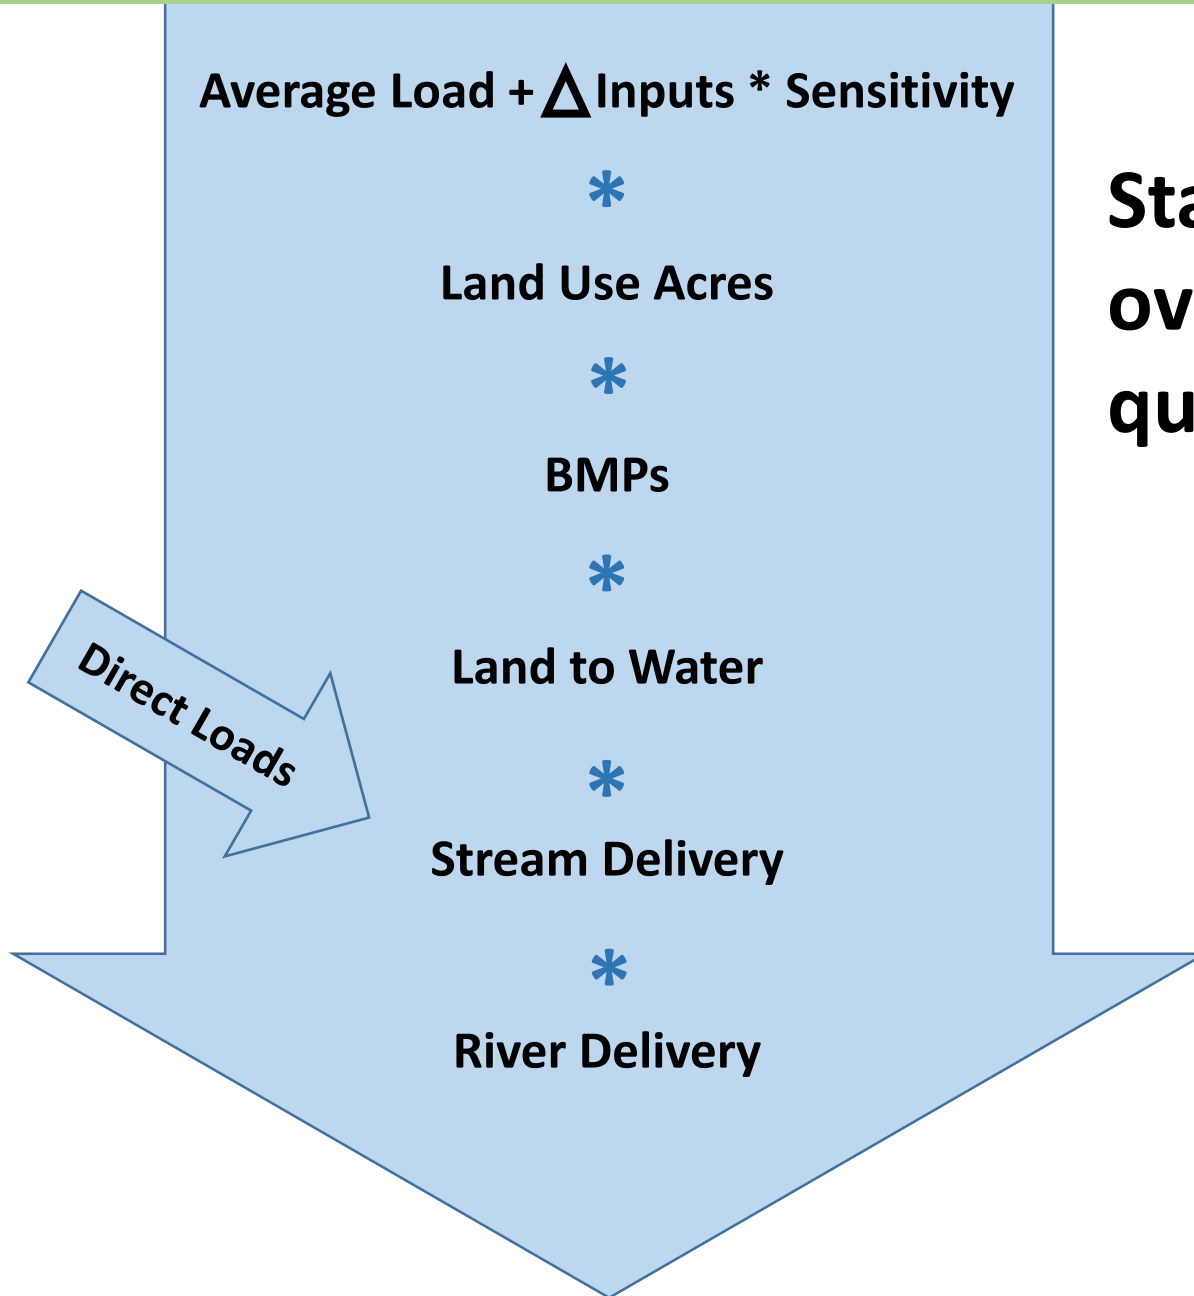 Average Load + Δ Inputs * Sensitivity
*
Land Use Acres
*
BMPs
*
Land to Water
Direct Loads
*
Stream Delivery
*
River Delivery